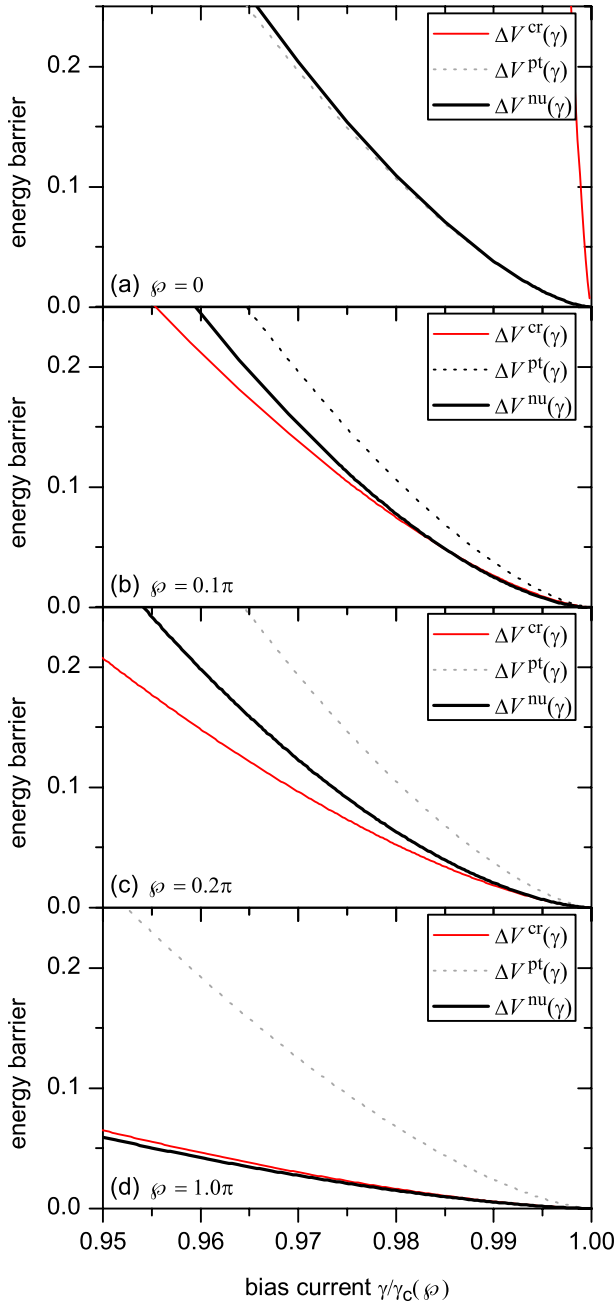 0.2
0.1
0.0
energy barrier
ΔV^cr(γ)
ΔV^pt(γ)
ΔV^nu(γ)
(a) ℘ = 0
0.2
0.1
0.0
energy barrier
ΔV^cr(γ)
ΔV^pt(γ)
ΔV^nu(γ)
(b) ℘ = 0.1π
0.2
0.1
0.0
energy barrier
ΔV^cr(γ)
ΔV^pt(γ)
ΔV^nu(γ)
(c) ℘ = 0.2π
0.2
0.1
0.0
energy barrier
ΔV^cr(γ)
ΔV^pt(γ)
ΔV^nu(γ)
(d) ℘ = 1.0π
0.95 0.96 0.97 0.98 0.99 1.00
bias current γ/γ_c(℘)